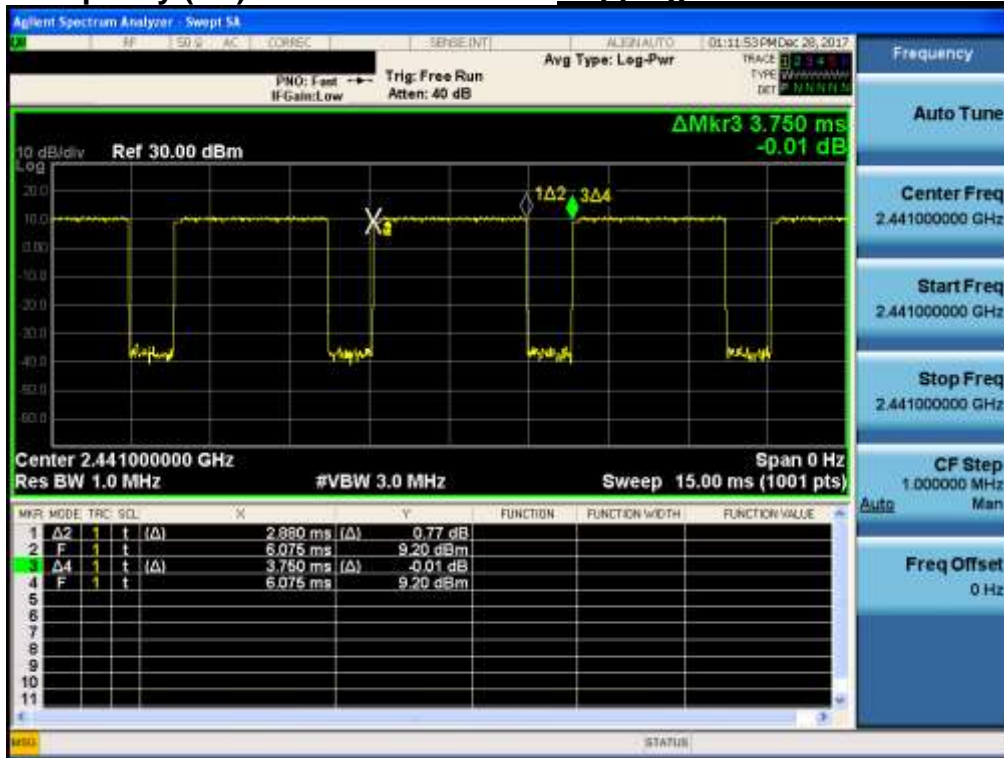 Agilent Spectrum Analyzer - Swept SA
RF 50 Ω AC CORREC SENSE:INT ALIGN AUTO 01:11:53 PM Dec 28, 2017
Avg Type: Log-Pwr TRACE 1 2 3 4 5 6
PNO: Fast Trig: Free Run TYPE
IFGain:Low Atten: 40 dB DET P N N N N N
ΔMkr3 3.750 ms
-0.01 dB
10 dB/div Ref 30.00 dBm
Log
20.0
10.0
0.00
-10.0
-20.0
-30.0
-40.0
-50.0
-60.0
1Δ2 3Δ4
X
Center 2.441000000 GHz Span 0 Hz
Res BW 1.0 MHz #VBW 3.0 MHz Sweep 15.00 ms (1001 pts)
MKR MODE TRC SCL X Y FUNCTION FUNCTION WIDTH FUNCTION VALUE
1 Δ2 1 t (Δ) 2.880 ms (Δ) 0.77 dB
2 F 1 t 6.075 ms 9.20 dBm
3 Δ4 1 t (Δ) 3.750 ms (Δ) -0.01 dB
4 F 1 t 6.075 ms 9.20 dBm
5
6
7
8
9
10
11
MSG STATUS
Frequency
Auto Tune
Center Freq
2.441000000 GHz
Start Freq
2.441000000 GHz
Stop Freq
2.441000000 GHz
CF Step
1.000000 MHz
Auto Man
Freq Offset
0 Hz